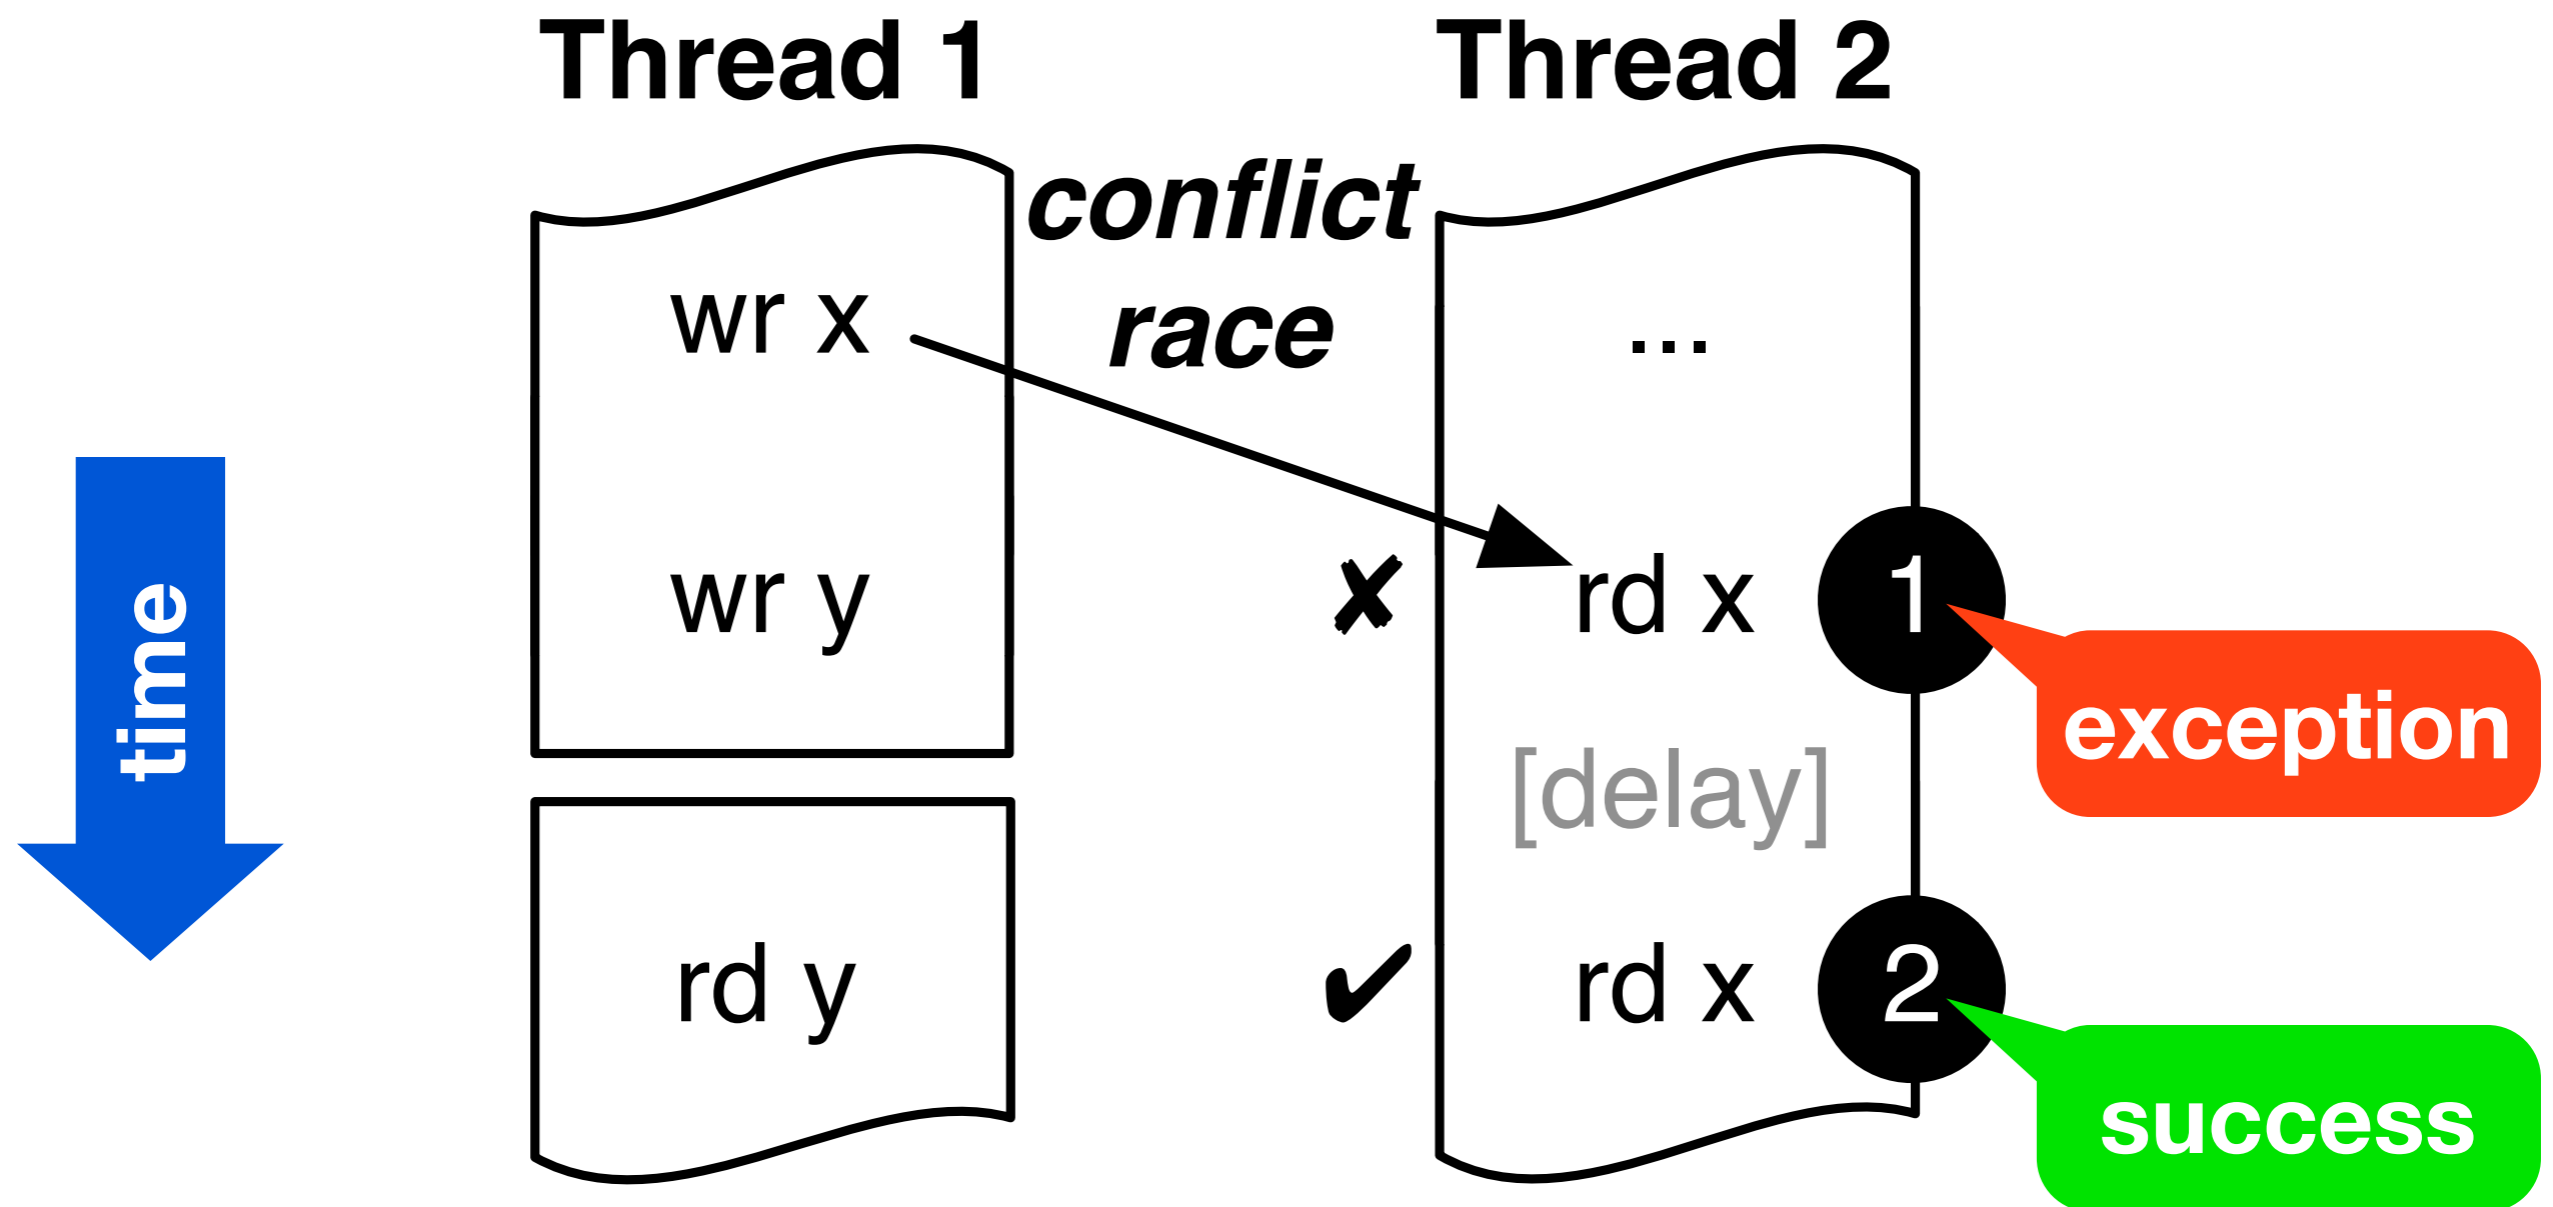 Thread 1
Thread 2
conflict
race
wr x
...
wr y
✘ rd x 1
exception
time
[delay]
rd y
✔ rd x 2
success